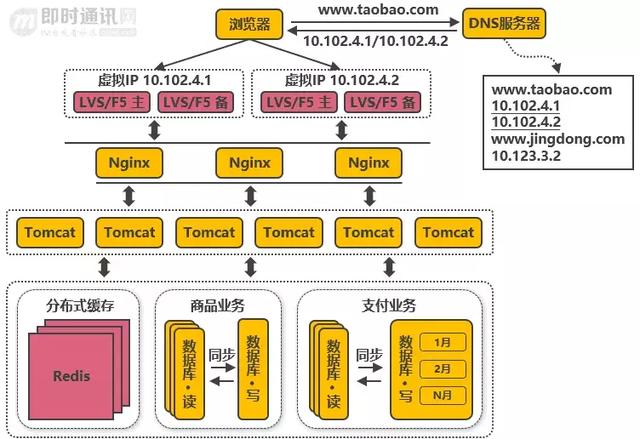 即时通讯网
浏览器
www.taobao.com
10.102.4.1/10.102.4.2
DNS服务器
虚拟IP 10.102.4.1
LVS/F5 主
LVS/F5 备
虚拟IP 10.102.4.2
LVS/F5 主
LVS/F5 备
www.taobao.com
10.102.4.1
10.102.4.2
www.jingdong.com
10.123.3.2
Nginx
Nginx
Nginx
Tomcat
Tomcat
Tomcat
Tomcat
Tomcat
Tomcat
分布式缓存
Redis
商品业务
数据库·读
同步
数据库·写
支付业务
数据库·读
同步
数据库·写
1月
2月
N月